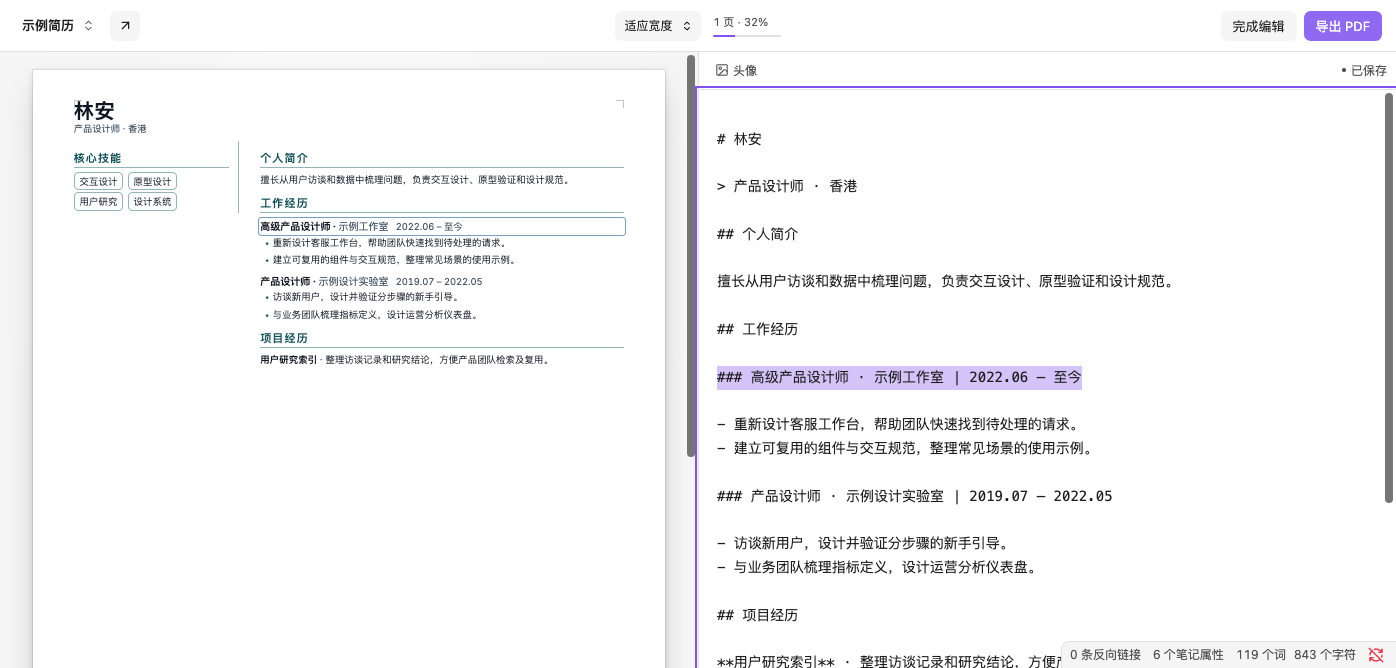 示例简历
适应宽度
1 页 · 32%
完成编辑
导出 PDF
林安
产品设计师 · 香港
核心技能
交互设计 原型设计
用户研究 设计系统
个人简介
擅长从用户访谈和数据中梳理问题，负责交互设计、原型验证和设计规范。
工作经历
高级产品设计师 · 示例工作室 2022.06 – 至今
• 重新设计客服工作台，帮助团队快速找到待处理的请求。
• 建立可复用的组件与交互规范，整理常见场景的使用示例。
产品设计师 · 示例设计实验室 2019.07 – 2022.05
• 访谈新用户，设计并验证分步骤的新手引导。
• 与业务团队梳理指标定义，设计运营分析仪表盘。
项目经历
用户研究索引 · 整理访谈记录和研究结论，方便产品团队检索及复用。
头像
• 已保存
# 林安
> 产品设计师 · 香港
## 个人简介
擅长从用户访谈和数据中梳理问题，负责交互设计、原型验证和设计规范。
## 工作经历
### 高级产品设计师 · 示例工作室 | 2022.06 – 至今
- 重新设计客服工作台，帮助团队快速找到待处理的请求。
- 建立可复用的组件与交互规范，整理常见场景的使用示例。
### 产品设计师 · 示例设计实验室 | 2019.07 – 2022.05
- 访谈新用户，设计并验证分步骤的新手引导。
- 与业务团队梳理指标定义，设计运营分析仪表盘。
## 项目经历
**用户研究索引** · 整理访谈记录和研究结论，方便
0 条反向链接 6 个笔记属性 119 个词 843 个字符